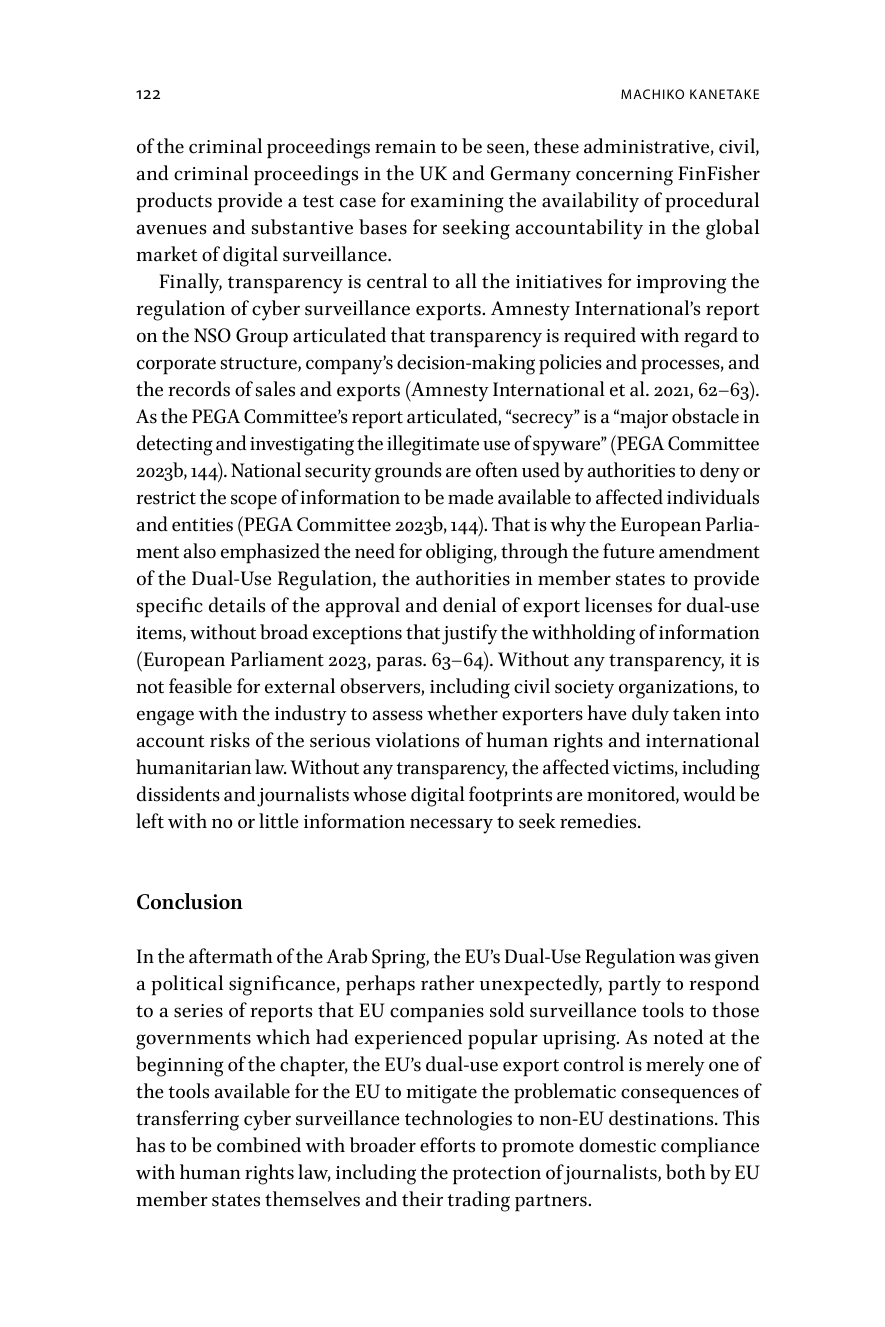 122
MACHIKO KANETAKE
of the criminal proceedings remain to be seen, these administrative, civil,
and criminal proceedings in the UK and Germany concerning FinFisher
products provide a test case for examining the availability of procedural
avenues and substantive bases for seeking accountability in the global
market of digital surveillance.
Finally, transparency is central to all the initiatives for improving the
regulation of cyber surveillance exports. Amnesty International’s report
on the NSO Group articulated that transparency is required with regard to
corporate structure, company’s decision-making policies and processes, and
the records of sales and exports (Amnesty International et al. 2021, 62–63).
As the PEGA Committee’s report articulated, “secrecy” is a “major obstacle in
detecting and investigating the illegitimate use of spyware” (PEGA Committee
2023b, 144). National security grounds are often used by authorities to deny or
restrict the scope of information to be made available to affected individuals
and entities (PEGA Committee 2023b, 144). That is why the European Parlia-
ment also emphasized the need for obliging, through the future amendment
of the Dual-Use Regulation, the authorities in member states to provide
specific details of the approval and denial of export licenses for dual-use
items, without broad exceptions that justify the withholding of information
(European Parliament 2023, paras. 63–64). Without any transparency, it is
not feasible for external observers, including civil society organizations, to
engage with the industry to assess whether exporters have duly taken into
account risks of the serious violations of human rights and international
humanitarian law. Without any transparency, the affected victims, including
dissidents and journalists whose digital footprints are monitored, would be
left with no or little information necessary to seek remedies.
Conclusion
In the aftermath of the Arab Spring, the EU’s Dual-Use Regulation was given
a political significance, perhaps rather unexpectedly, partly to respond
to a series of reports that EU companies sold surveillance tools to those
governments which had experienced popular uprising. As noted at the
beginning of the chapter, the EU’s dual-use export control is merely one of
the tools available for the EU to mitigate the problematic consequences of
transferring cyber surveillance technologies to non-EU destinations. This
has to be combined with broader efforts to promote domestic compliance
with human rights law, including the protection of journalists, both by EU
member states themselves and their trading partners.